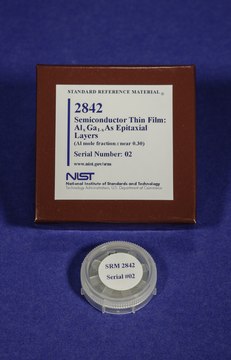 STANDARD REFERENCE MATERIAL®
2842
Semiconductor Thin Film:
AlxGa1-xAs Epitaxial
Layers
(Al mole fraction x near 0.30)
Serial Number: 02
www.nist.gov/srm
NIST
National Institute of Standards and Technology
Technology Administration, U.S. Department of Commerce
SRM 2842
Serial #02